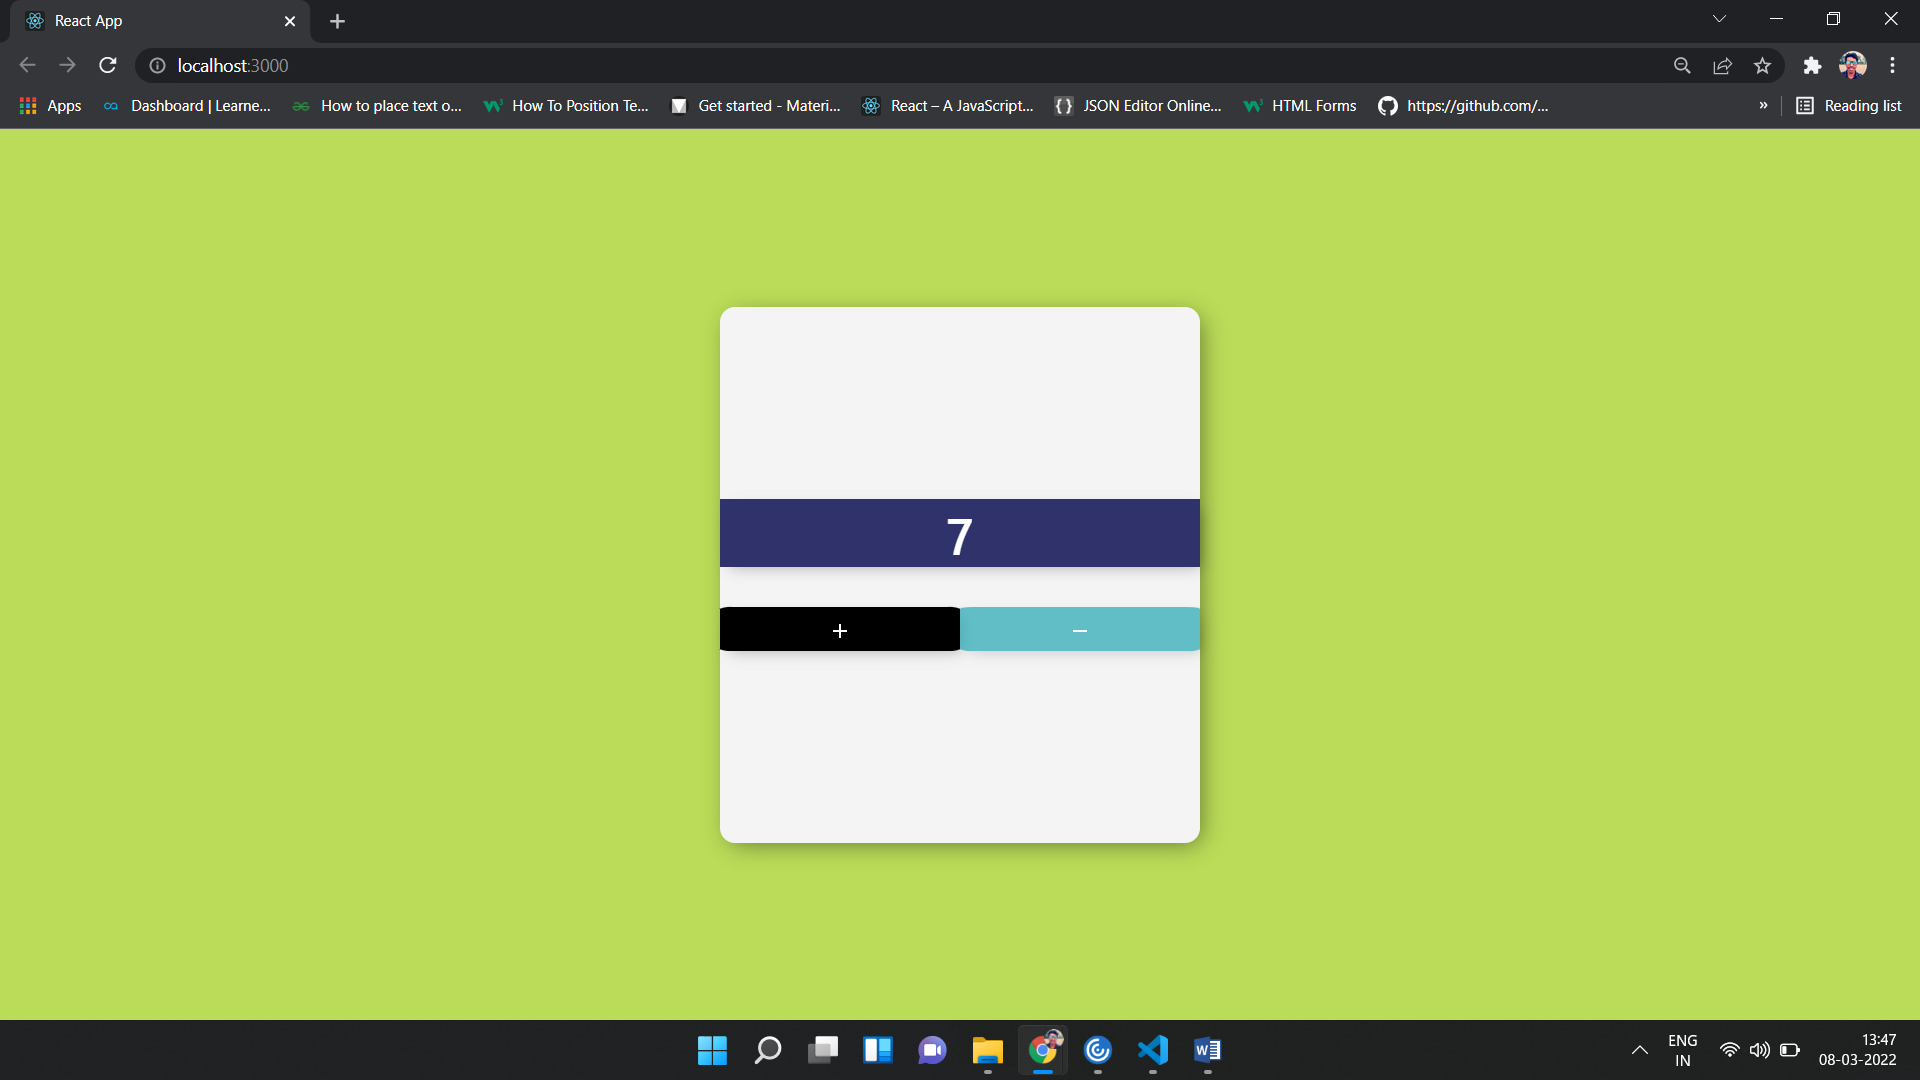 React App
localhost:3000
Apps
Dashboard | Learne...
How to place text o...
How To Position Te...
Get started - Materi...
React – A JavaScript...
JSON Editor Online...
HTML Forms
https://github.com/...
»
Reading list
7
+
−
ENG
IN
13:47
08-03-2022